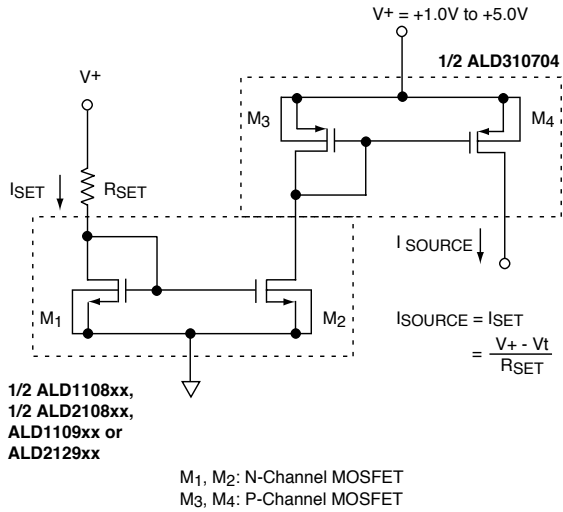 V+ = +1.0V to +5.0V
1/2 ALD310704
V+
M3
M4
ISET
RSET
I SOURCE
M1
M2
ISOURCE = ISET
= V+ - Vt
RSET
1/2 ALD1108xx,
1/2 ALD2108xx,
ALD1109xx or
ALD2129xx
M1, M2: N-Channel MOSFET
M3, M4: P-Channel MOSFET